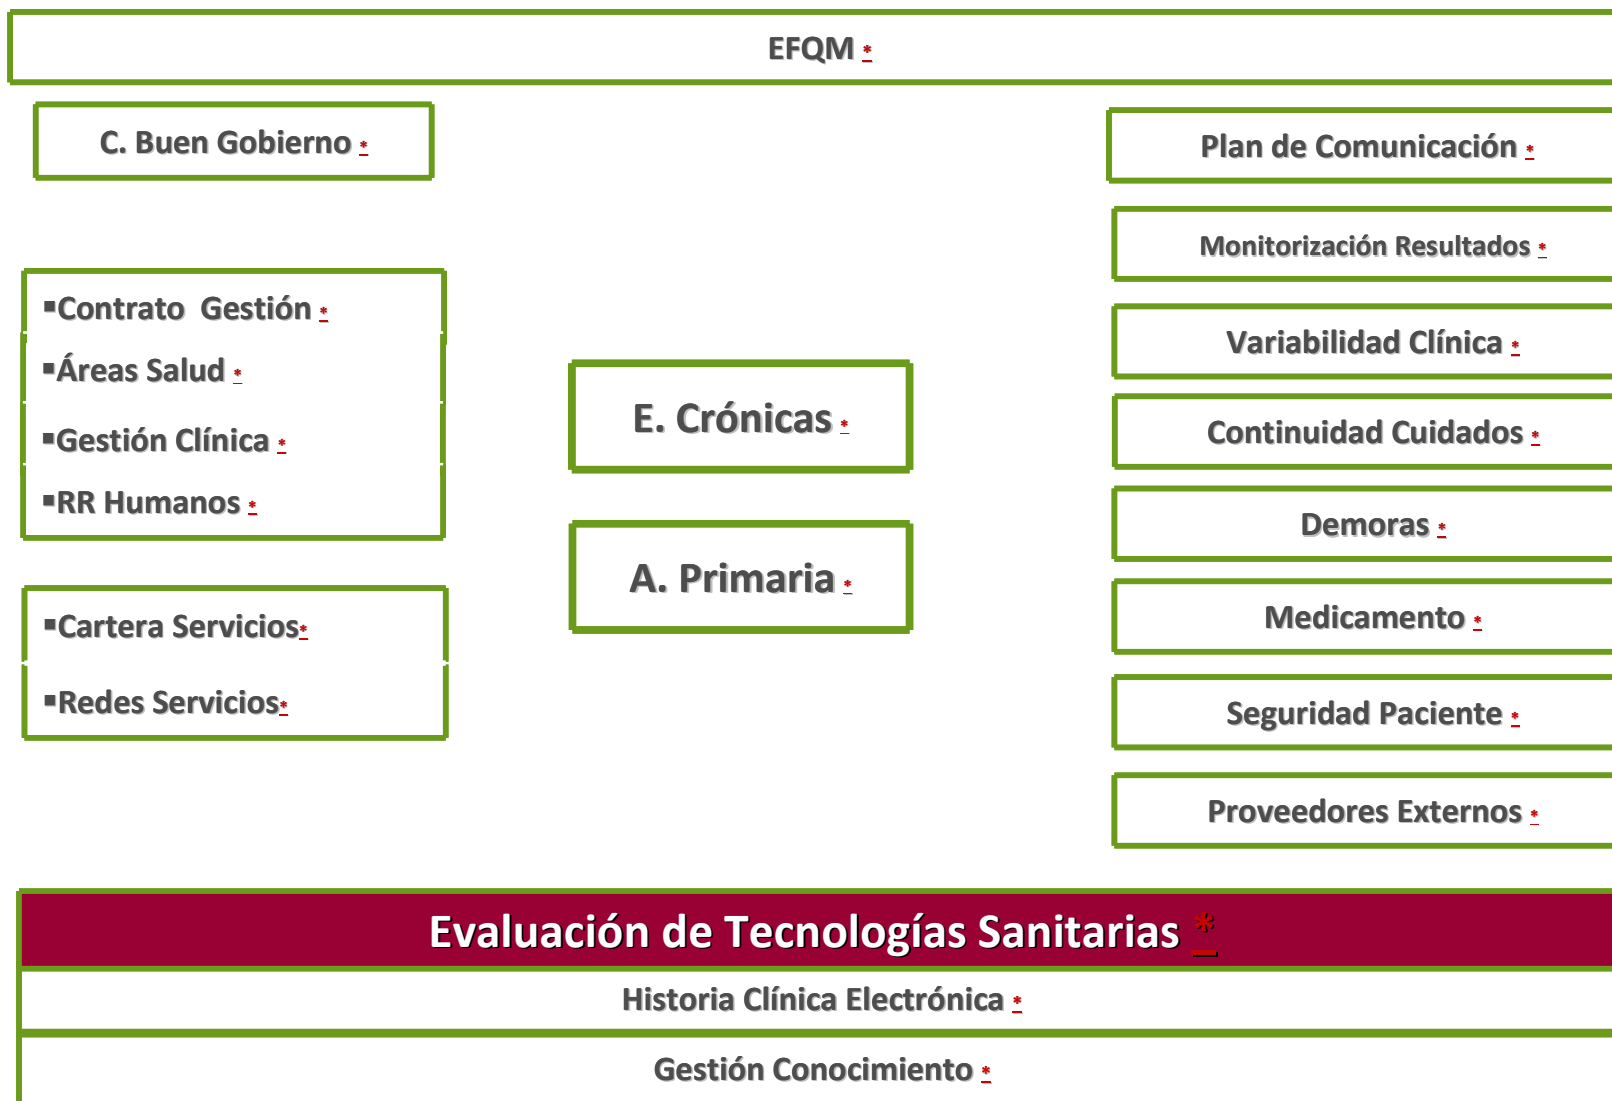 EFQM *
C. Buen Gobierno *
▪Contrato  Gestión *
▪Áreas Salud *
▪Gestión Clínica *
▪RR Humanos *
▪Cartera Servicios*
▪Redes Servicios*
E. Crónicas *
A. Primaria *
Plan de Comunicación *
Monitorización Resultados *
Variabilidad Clínica *
Continuidad Cuidados *
Demoras *
Medicamento *
Seguridad Paciente *
Proveedores Externos *
Evaluación de Tecnologías Sanitarias *
Historia Clínica Electrónica *
Gestión Conocimiento *